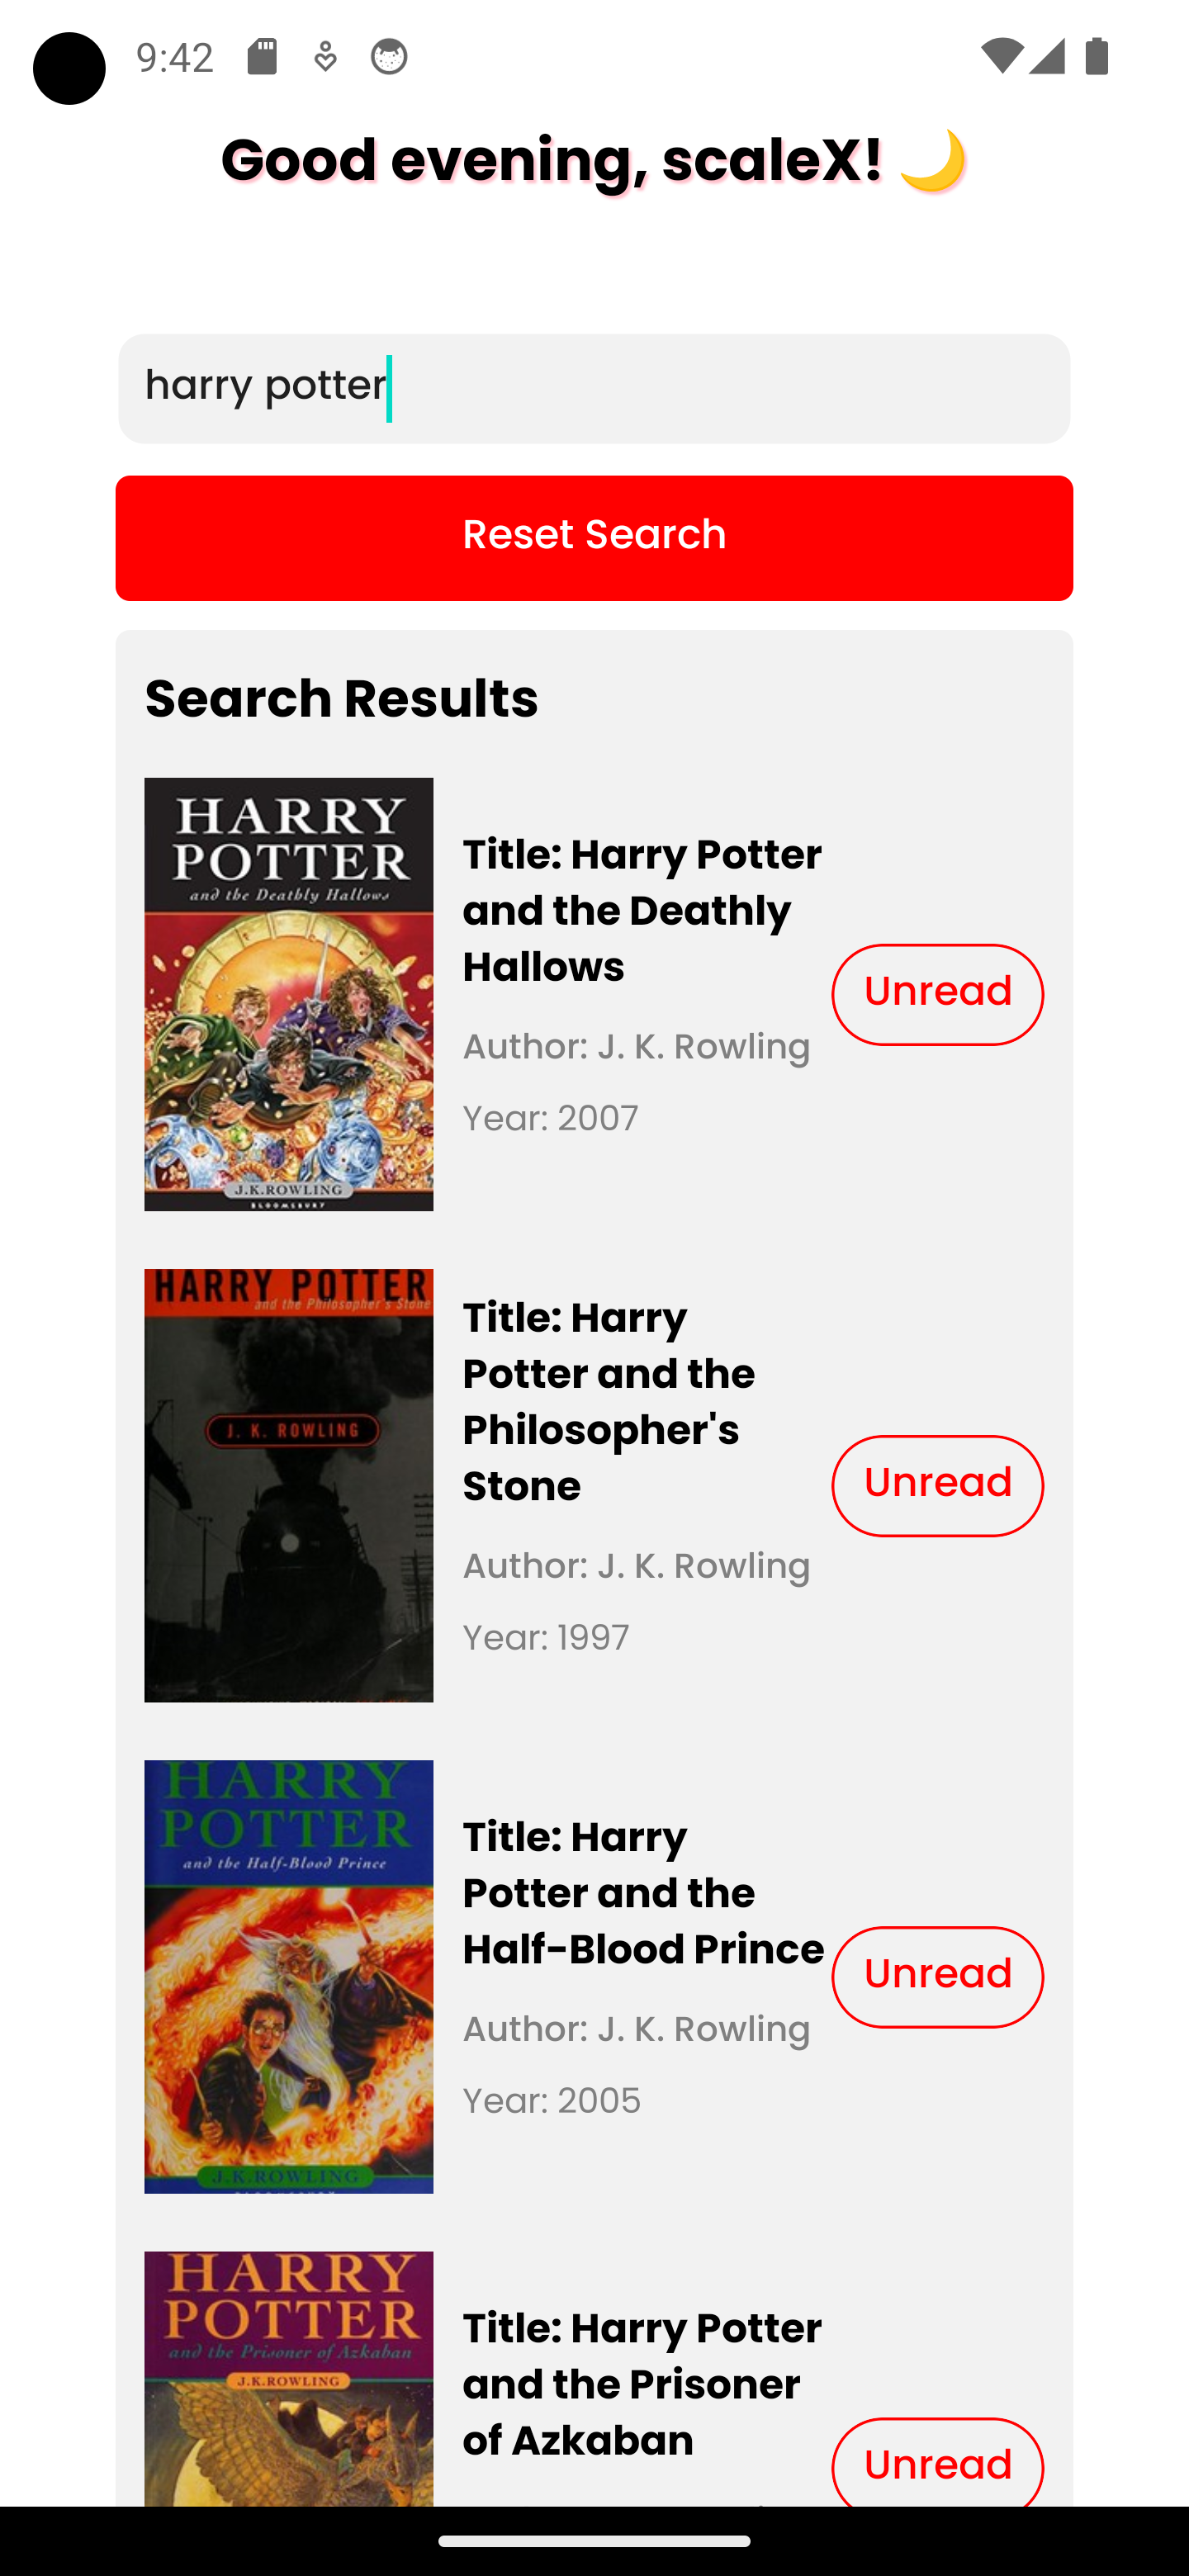 9:42
Good evening, scaleX! 🌙
harry potter
Reset Search
Search Results
HARRY
POTTER
and the Deathly Hallows
J.K.ROWLING
BLOOMSBURY
Title: Harry Potter
and the Deathly
Hallows
Author: J. K. Rowling
Year: 2007
Unread
HARRY POTTER
and the Philosopher's Stone
J. K. ROWLING
Title: Harry
Potter and the
Philosopher's
Stone
Author: J. K. Rowling
Year: 1997
Unread
HARRY
POTTER
and the Half-Blood Prince
J.K.ROWLING
Title: Harry
Potter and the
Half-Blood Prince
Author: J. K. Rowling
Year: 2005
Unread
HARRY
POTTER
and the Prisoner of Azkaban
J.K.ROWLING
Title: Harry Potter
and the Prisoner
of Azkaban
Unread